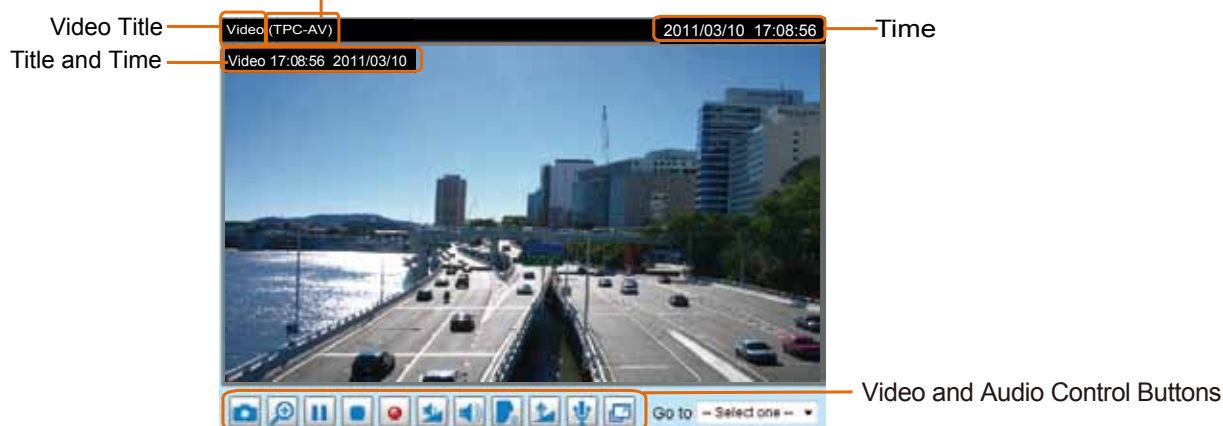 Video Title
Video (TPC-AV)
2011/03/10 17:08:56
Time
Title and Time
Video 17:08:56 2011/03/10
Video and Audio Control Buttons
Go to
-- Select one --